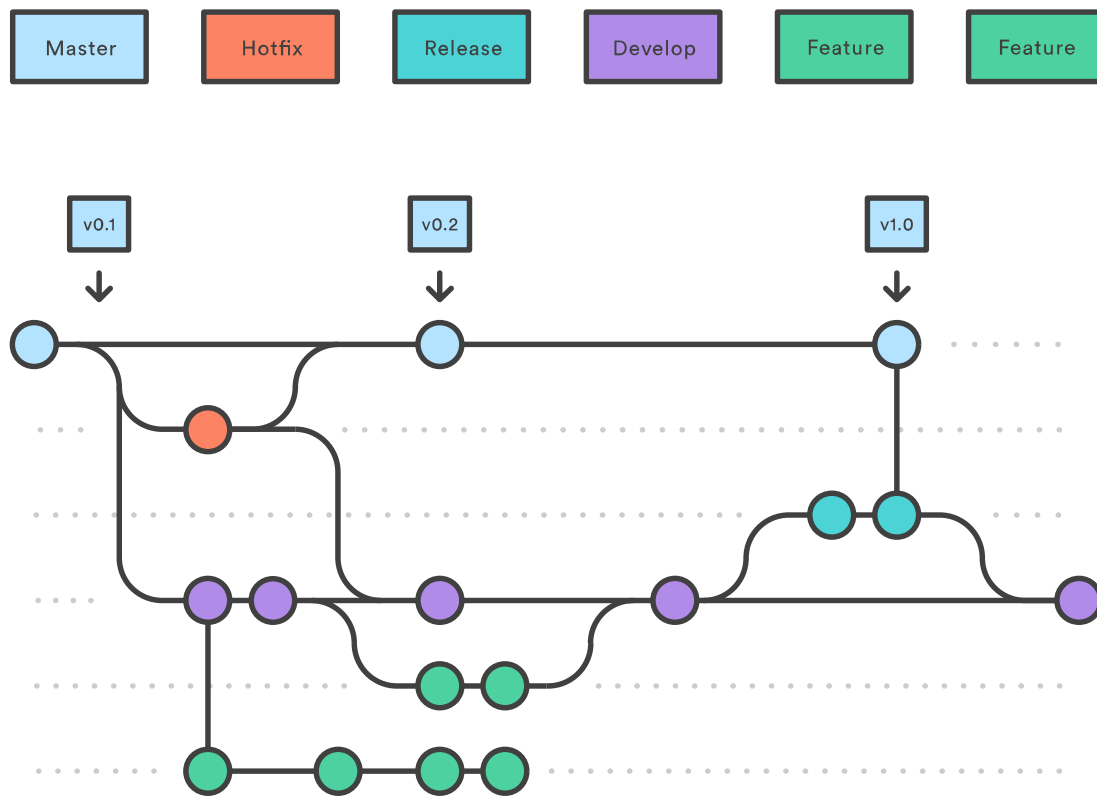 Master
Hotfix
Release
Develop
Feature
Feature
v0.1
v0.2
v1.0